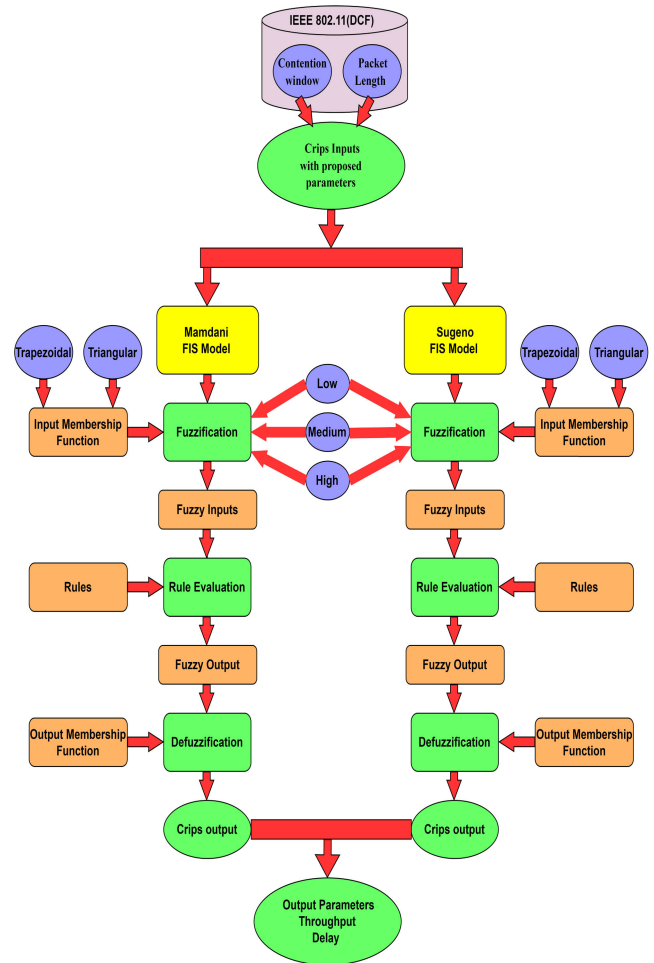 IEEE 802.11(DCF)
Contention
window
Packet
Length
Crips Inputs
with proposed
parameters
Mamdani
FIS Model
Sugeno
FIS Model
Trapezoidal
Triangular
Low
Trapezoidal
Triangular
Input Membership
Function
Fuzzification
Medium
Fuzzification
Input Membership
Function
High
Fuzzy Inputs
Fuzzy Inputs
Rules
Rule Evaluation
Rule Evaluation
Rules
Fuzzy Output
Fuzzy Output
Output Membership
Function
Defuzzification
Defuzzification
Output Membership
Function
Crips output
Crips output
Output Parameters
Throughput
Delay